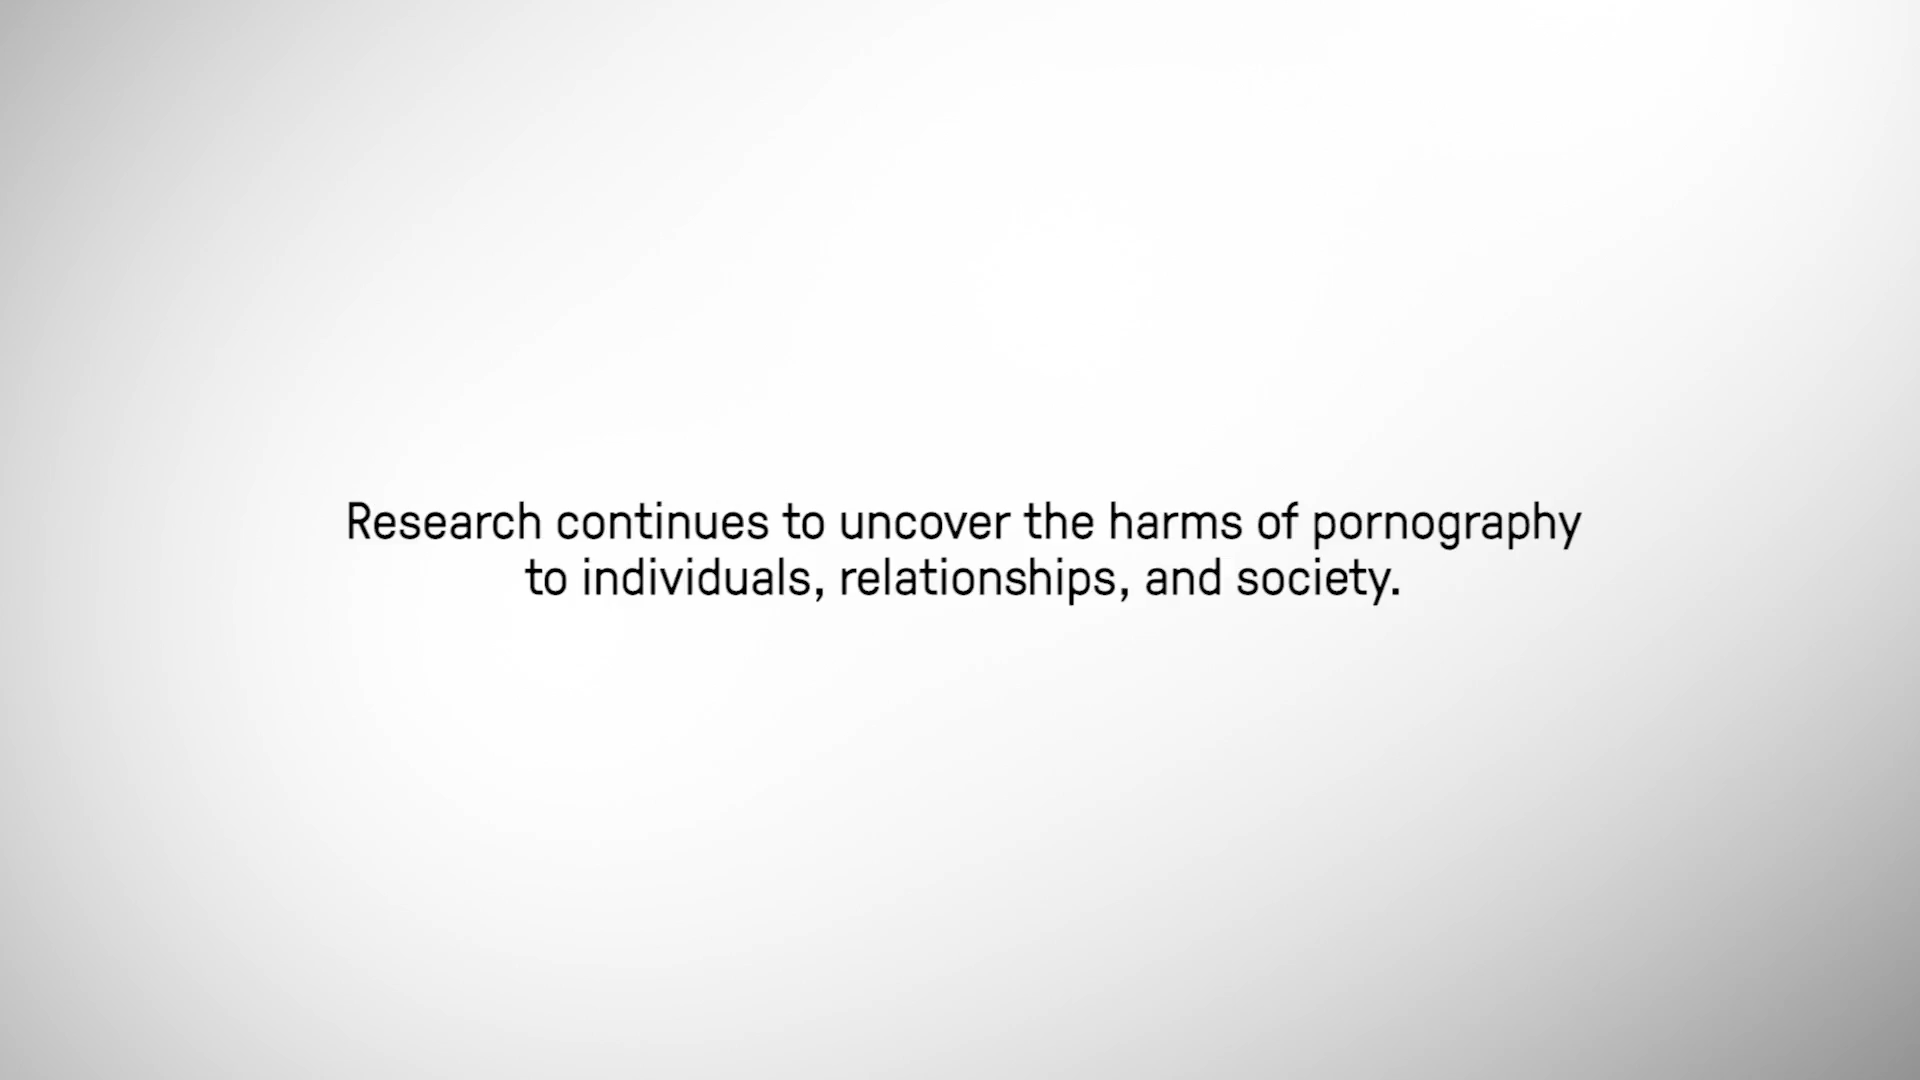 Research continues to uncover the harms of pornography
to individuals, relationships, and society.